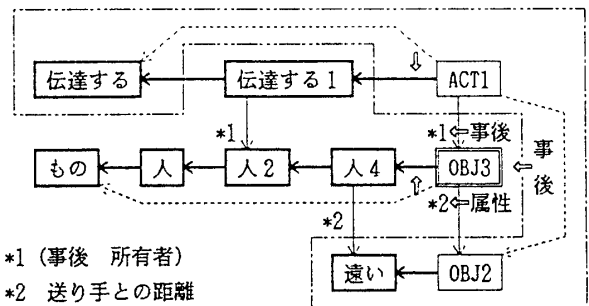 伝達する 伝達する1 ACT1
⇩
*1 *1⇦事後
もの 人 人2 人4 OBJ3 ⇦事後
⇧
*2⇦属性
*2
遠い OBJ2
*1 (事後 所有者)
*2 送り手との距離